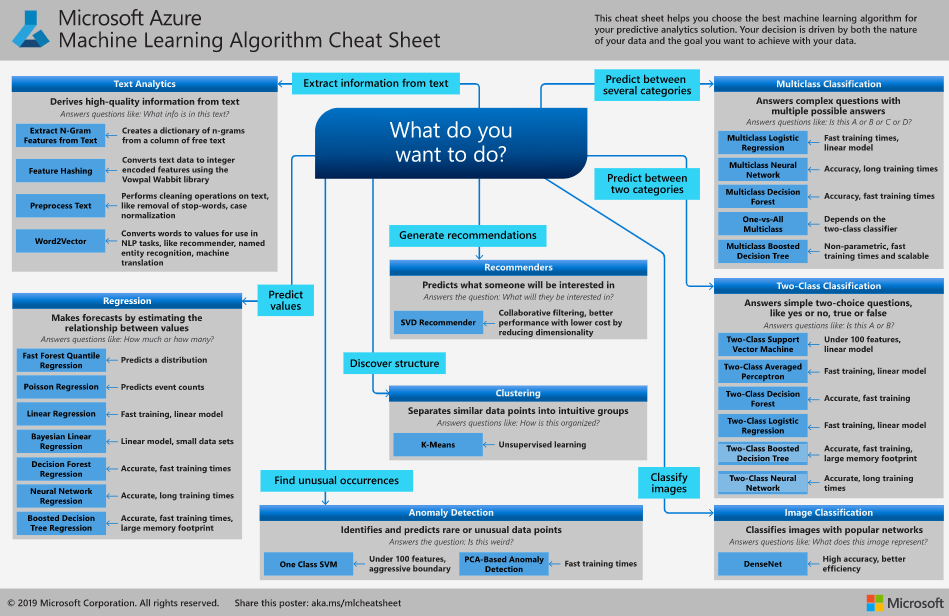 Microsoft Azure
Machine Learning Algorithm Cheat Sheet
This cheat sheet helps you choose the best machine learning algorithm for
your predictive analytics solution. Your decision is driven by both the nature
of your data and the goal you want to achieve with your data.
What do you
want to do?
Extract information from text
Text Analytics
Derives high-quality information from text
Answers questions like: What info is in this text?
Extract N-Gram
Features from Text
Creates a dictionary of n-grams
from a column of free text
Feature Hashing
Converts text data to integer
encoded features using the
Vowpal Wabbit library
Preprocess Text
Performs cleaning operations on text,
like removal of stop-words, case
normalization
Word2Vector
Converts words to values for use in
NLP tasks, like recommender, named
entity recognition, machine
translation
Predict
values
Regression
Makes forecasts by estimating the
relationship between values
Answers questions like: How much or how many?
Fast Forest Quantile
Regression
Predicts a distribution
Poisson Regression
Predicts event counts
Linear Regression
Fast training, linear model
Bayesian Linear
Regression
Linear model, small data sets
Decision Forest
Regression
Accurate, fast training times
Neural Network
Regression
Accurate, long training times
Boosted Decision
Tree Regression
Accurate, fast training times,
large memory footprint
Generate recommendations
Recommenders
Predicts what someone will be interested in
Answers the question: What will they be interested in?
SVD Recommender
Collaborative filtering, better
performance with lower cost by
reducing dimensionality
Discover structure
Clustering
Separates similar data points into intuitive groups
Answers questions like: How is this organized?
K-Means
Unsupervised learning
Find unusual occurrences
Anomaly Detection
Identifies and predicts rare or unusual data points
Answers the question: Is this weird?
One Class SVM
Under 100 features,
aggressive boundary
PCA-Based Anomaly
Detection
Fast training times
Predict between
several categories
Multiclass Classification
Answers complex questions with
multiple possible answers
Answers questions like: Is this A or B or C or D?
Multiclass Logistic
Regression
Fast training times,
linear model
Multiclass Neural
Network
Accuracy, long training times
Multiclass Decision
Forest
Accuracy, fast training times
One-vs-All
Multiclass
Depends on the
two-class classifier
Multiclass Boosted
Decision Tree
Non-parametric, fast
training times and scalable
Predict between
two categories
Two-Class Classification
Answers simple two-choice questions,
like yes or no, true or false
Answers questions like: Is this A or B?
Two-Class Support
Vector Machine
Under 100 features,
linear model
Two-Class Averaged
Perceptron
Fast training, linear model
Two-Class Decision
Forest
Accurate, fast training
Two-Class Logistic
Regression
Fast training, linear model
Two-Class Boosted
Decision Tree
Accurate, fast training,
large memory footprint
Two-Class Neural
Network
Accurate, long training
times
Classify
images
Image Classification
Classifies images with popular networks
Answers questions like: What does this image represent?
DenseNet
High accuracy, better
efficiency
© 2019 Microsoft Corporation. All rights reserved.
Share this poster: aka.ms/mlcheatsheet
Microsoft